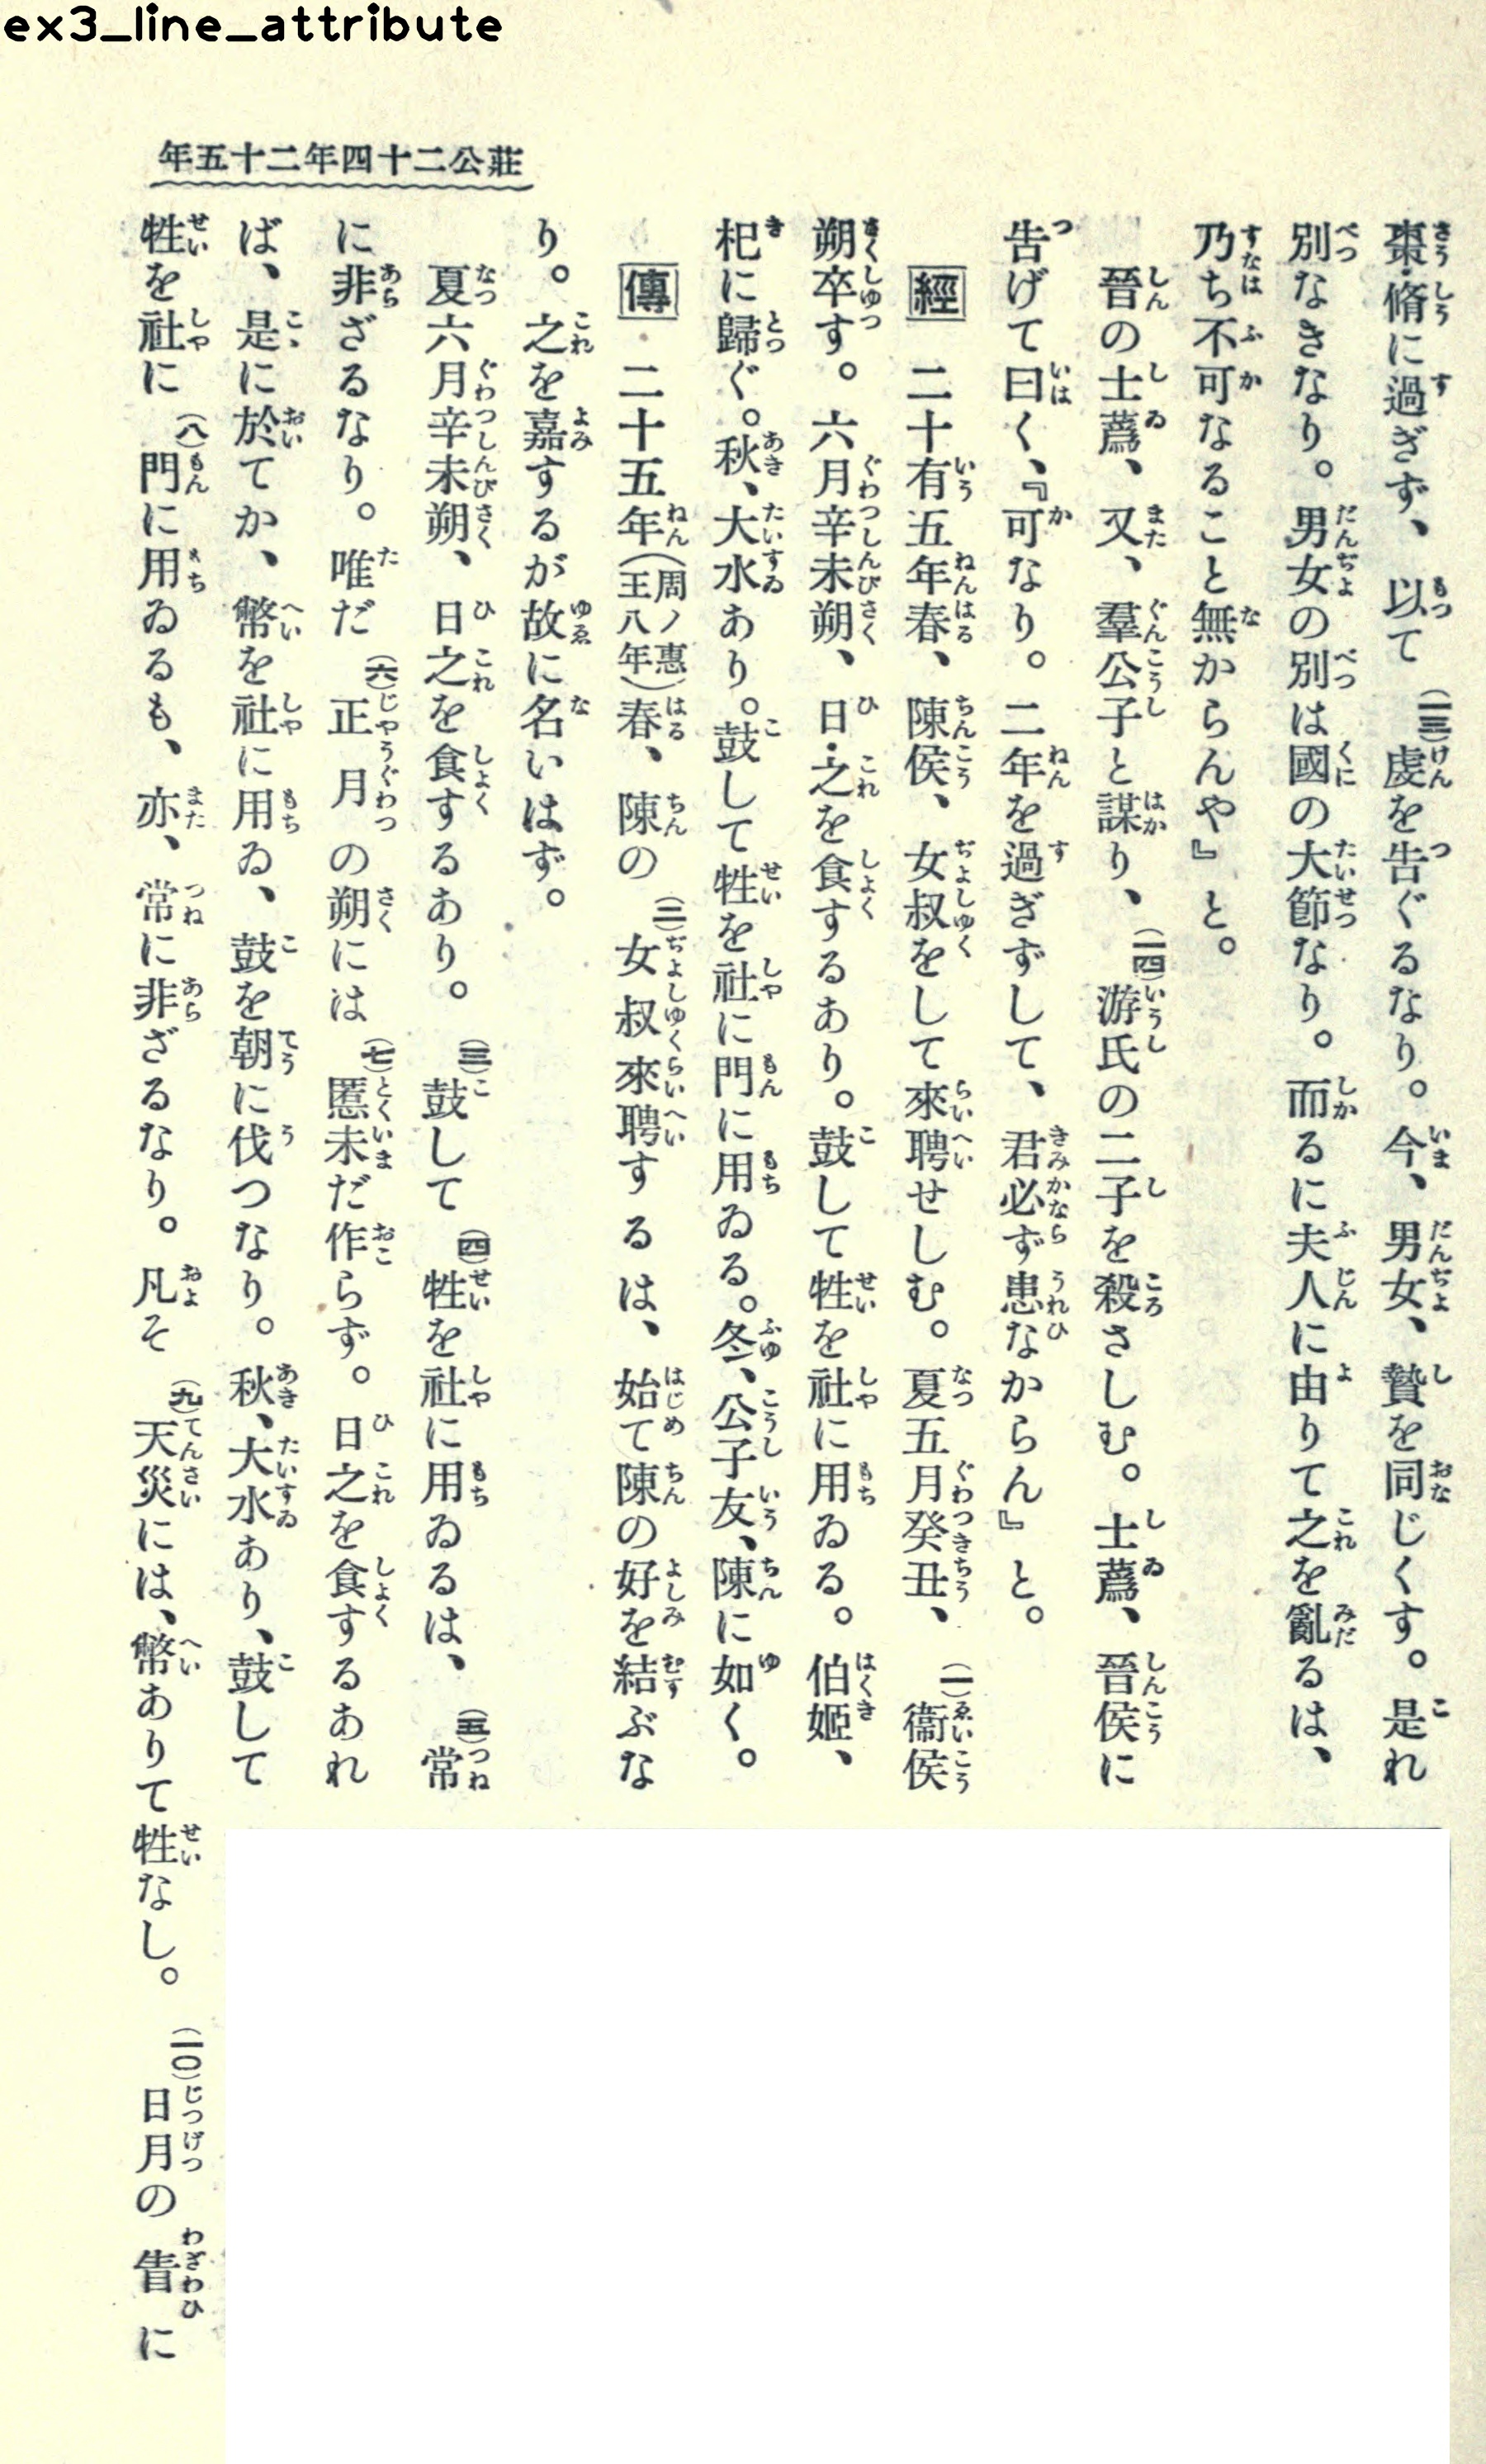 ex3_line_attribute
莊公二十四年二十五年
棗・脩に過ぎず、以て(一三)虔を告ぐるなり。今、男女、贄を同じくす。是れ
別なきなり。男女の別は國の大節なり。而るに夫人に由りて之を亂るは、
乃ち不可なること無からんや』と。
晉の士蔿、又、羣公子と謀り、(一四)游氏の二子を殺さしむ。士蔿、晉侯に
告げて曰く、『可なり。二年を過ぎずして、君必ず患なからん』と。
經 二十有五年春、陳侯、女叔をして來聘せしむ。夏五月癸丑、(一)衞侯
朔卒す。六月辛未朔、日・之を食するあり。鼓して牲を社に用ゐる。伯姬、
杞に歸ぐ。秋、大水あり。鼓して牲を社に門に用ゐる。冬、公子友、陳に如く。
傳 二十五年(周ノ惠王八年)春、陳の(二)女叔來聘するは、始て陳の好を結ぶな
り。之を嘉するが故に名いはず。
夏六月辛未朔、日之を食するあり。(三)鼓して(四)牲を社に用ゐるは、(五)常
に非ざるなり。唯だ(六)正月の朔には(七)慝未だ作らず。日之を食するあれ
ば、是に於てか、幣を社に用ゐ、鼓を朝に伐つなり。秋、大水あり、鼓して
牲を社に(八)門に用ゐるも、亦、常に非ざるなり。凡そ(九)天災には、幣ありて牲なし。(一〇)日月の眚に